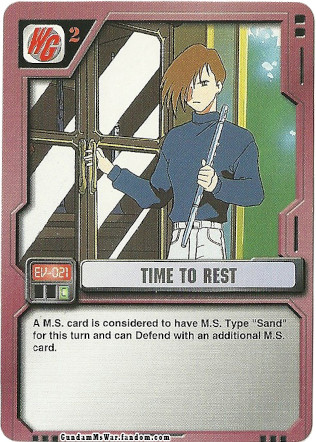 WG 2
EV-021
TIME TO REST
C
A M.S. card is considered to have M.S. Type "Sand"
for this turn and can Defend with an additional M.S.
card.
GundamMsWar.fandom.com